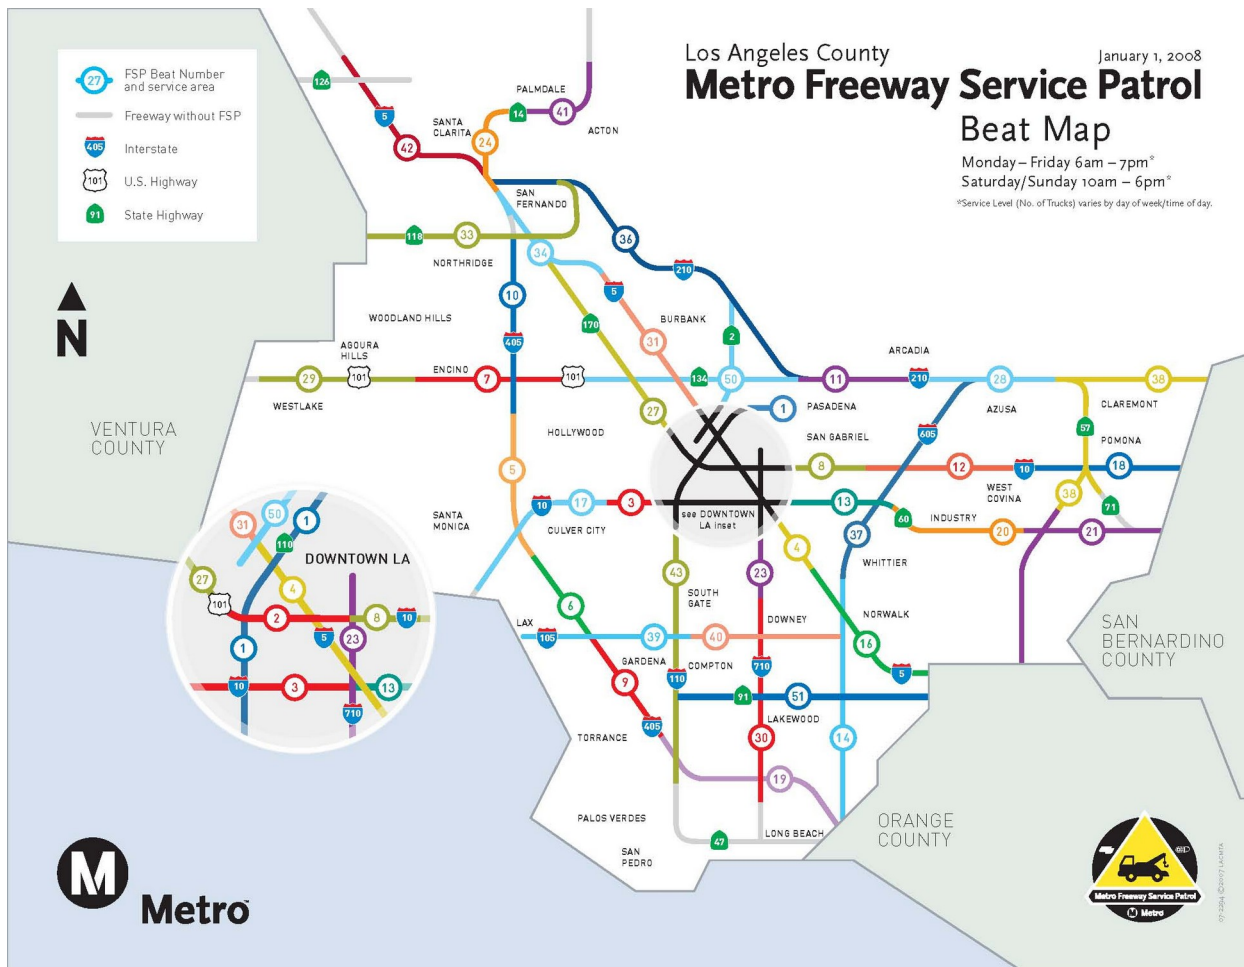 Los Angeles County
January 1, 2008
Metro Freeway Service Patrol
Beat Map
Monday – Friday 6am – 7pm*
Saturday/Sunday 10am – 6pm*
*Service Level (No. of Trucks) varies by day of week/time of day.
27
FSP Beat Number
and service area
Freeway without FSP
405
Interstate
101
U.S. Highway
91
State Highway
N
126
5
42
SANTA
CLARITA
24
PALMDALE
14
41
ACTON
SAN
FERNANDO
118
33
NORTHRIDGE
34
36
210
10
5
170
405
WOODLAND HILLS
BURBANK
31
2
AGOURA
HILLS
ENCINO
ARCADIA
29
101
7
101
134
50
11
210
28
38
WESTLAKE
27
1
PASADENA
AZUSA
CLAREMONT
VENTURA
COUNTY
HOLLYWOOD
605
57
SAN GABRIEL
POMONA
5
8
12
10
18
WEST
COVINA
38
71
SANTA
MONICA
10
17
3
CULVER CITY
see DOWNTOWN
LA inset
13
60
INDUSTRY
20
21
4
37
WHITTIER
43
23
SOUTH
GATE
6
DOWNEY
NORWALK
LAX
105
39
40
16
GARDENA
COMPTON
5
SAN
BERNARDINO
COUNTY
9
110
710
91
51
LAKEWOOD
405
TORRANCE
30
14
19
PALOS VERDES
47
LONG BEACH
SAN
PEDRO
ORANGE
COUNTY
50
31
1
110
DOWNTOWN LA
27
101
4
2
5
8
10
1
23
10
3
13
710
M
Metro
Metro Freeway Service Patrol
M Metro
07-2294 ©2007 LACMTA